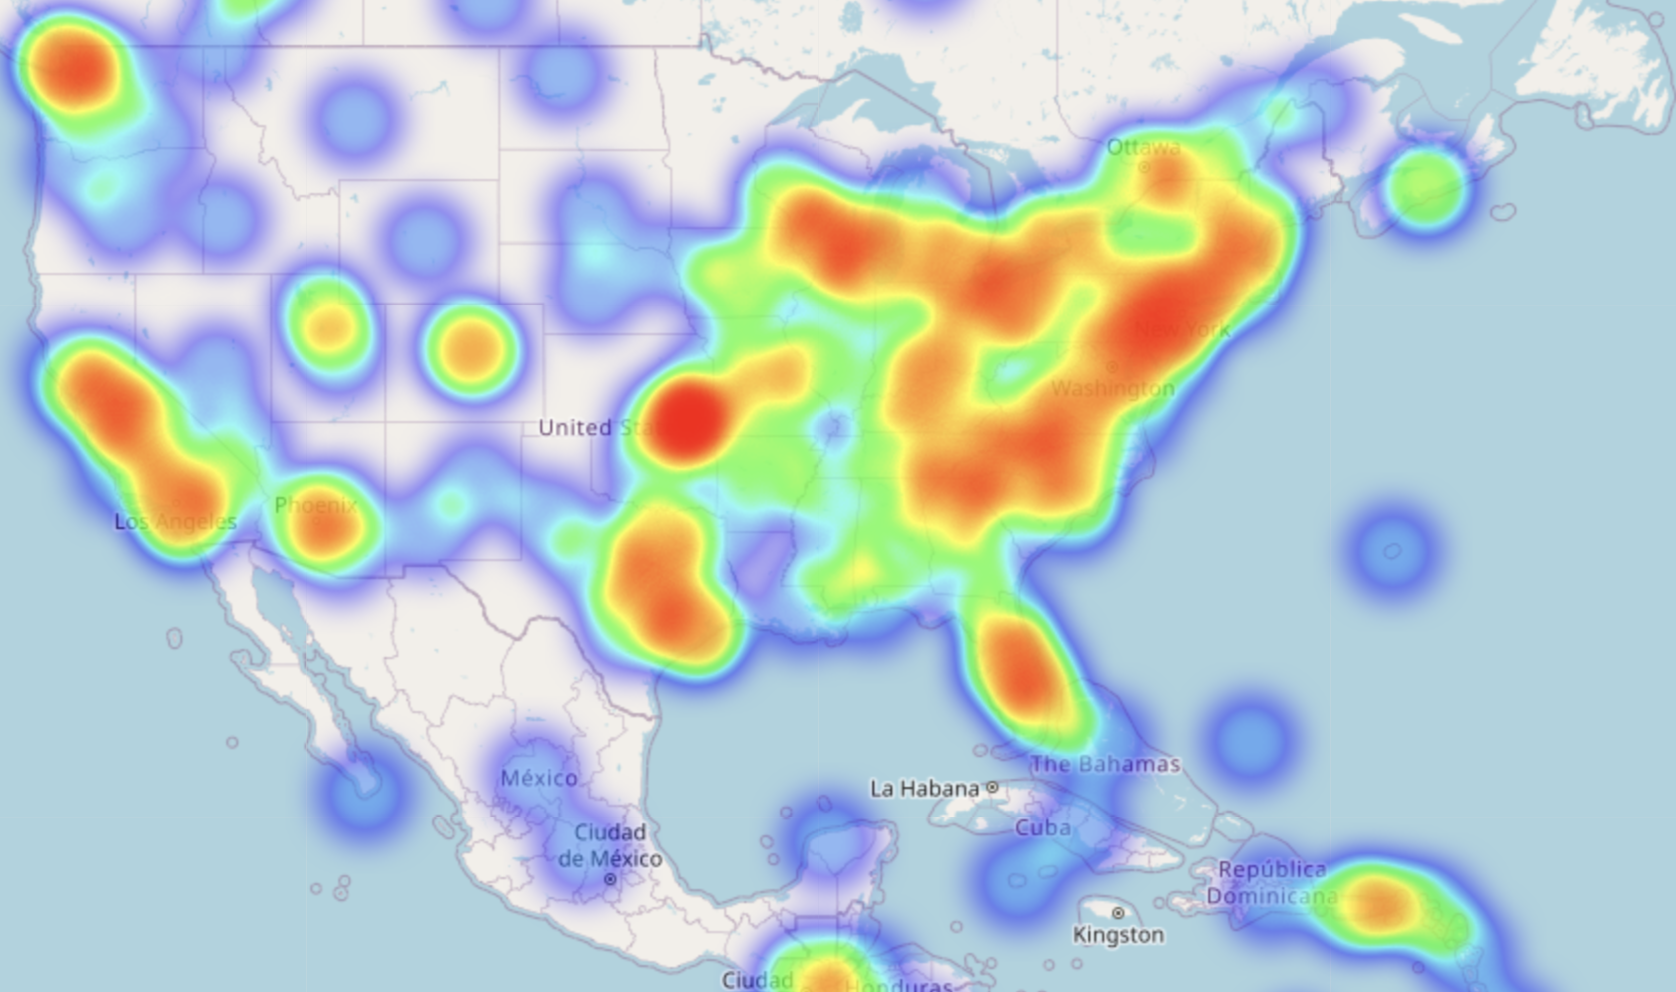 Ottawa
New York
Washington
United Sta
Phoenix
Los Angeles
The Bahamas
México
La Habana
Cuba
Ciudad
de México
República
Dominicana
Kingston
Ciudad
Honduras